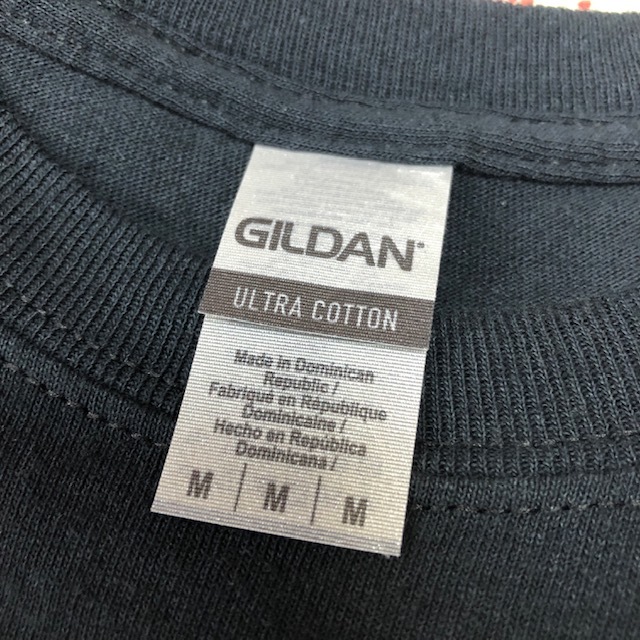 GILDAN®
ULTRA COTTON
Made in Dominican
Republic /
Fabriqué en République
Dominicaine /
Hecho en República
Dominicana /
M | M | M